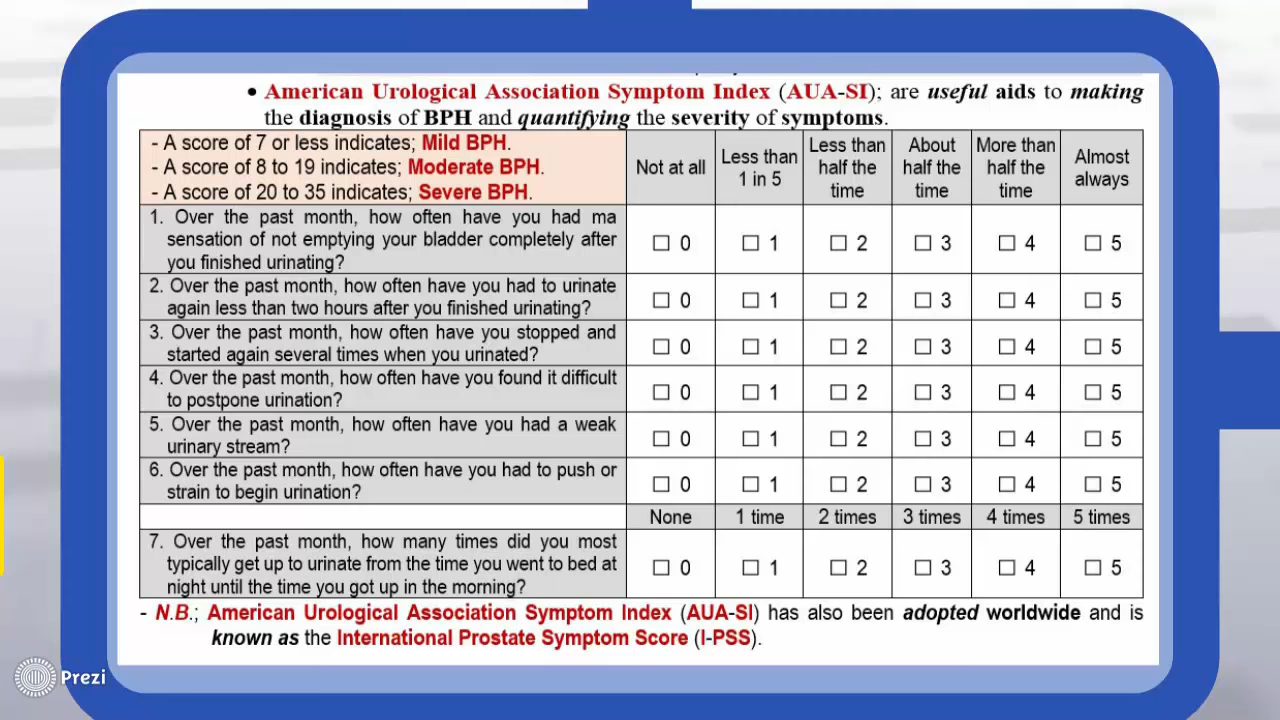 • American Urological Association Symptom Index (AUA-SI); are useful aids to making
the diagnosis of BPH and quantifying the severity of symptoms.
- A score of 7 or less indicates; Mild BPH.
- A score of 8 to 19 indicates; Moderate BPH.
- A score of 20 to 35 indicates; Severe BPH.
Not at all
Less than
1 in 5
Less than
half the
time
About
half the
time
More than
half the
time
Almost
always
1. Over the past month, how often have you had ma
sensation of not emptying your bladder completely after
you finished urinating?
☐ 0 ☐ 1 ☐ 2 ☐ 3 ☐ 4 ☐ 5
2. Over the past month, how often have you had to urinate
again less than two hours after you finished urinating?
☐ 0 ☐ 1 ☐ 2 ☐ 3 ☐ 4 ☐ 5
3. Over the past month, how often have you stopped and
started again several times when you urinated?
☐ 0 ☐ 1 ☐ 2 ☐ 3 ☐ 4 ☐ 5
4. Over the past month, how often have you found it difficult
to postpone urination?
☐ 0 ☐ 1 ☐ 2 ☐ 3 ☐ 4 ☐ 5
5. Over the past month, how often have you had a weak
urinary stream?
☐ 0 ☐ 1 ☐ 2 ☐ 3 ☐ 4 ☐ 5
6. Over the past month, how often have you had to push or
strain to begin urination?
☐ 0 ☐ 1 ☐ 2 ☐ 3 ☐ 4 ☐ 5
None 1 time 2 times 3 times 4 times 5 times
7. Over the past month, how many times did you most
typically get up to urinate from the time you went to bed at
night until the time you got up in the morning?
☐ 0 ☐ 1 ☐ 2 ☐ 3 ☐ 4 ☐ 5
- N.B.; American Urological Association Symptom Index (AUA-SI) has also been adopted worldwide and is
known as the International Prostate Symptom Score (I-PSS).
Prezi